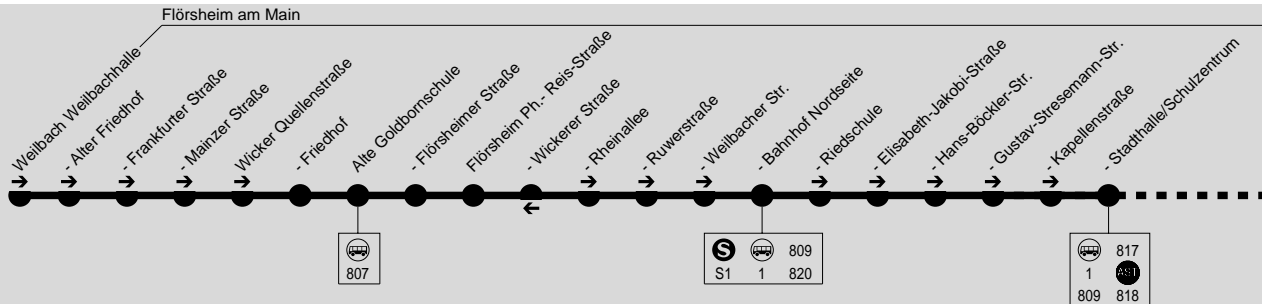 Flörsheim am Main
Weilbach Weilbachhalle
- Alter Friedhof
- Frankfurter Straße
- Mainzer Straße
Wicker Quellenstraße
- Friedhof
Alte Goldbornschule
- Flörsheimer Straße
Flörsheim Ph.- Reis-Straße
- Wickerer Straße
- Rheinallee
- Ruwerstraße
- Weilbacher Str.
- Bahnhof Nordseite
- Riedschule
- Elisabeth-Jakobi-Straße
- Hans-Böckler-Str.
- Gustav-Stresemann-Str.
- Kapellenstraße
- Stadthalle/Schulzentrum
807
S 809
S1 1 820
817
1 AST
809 818